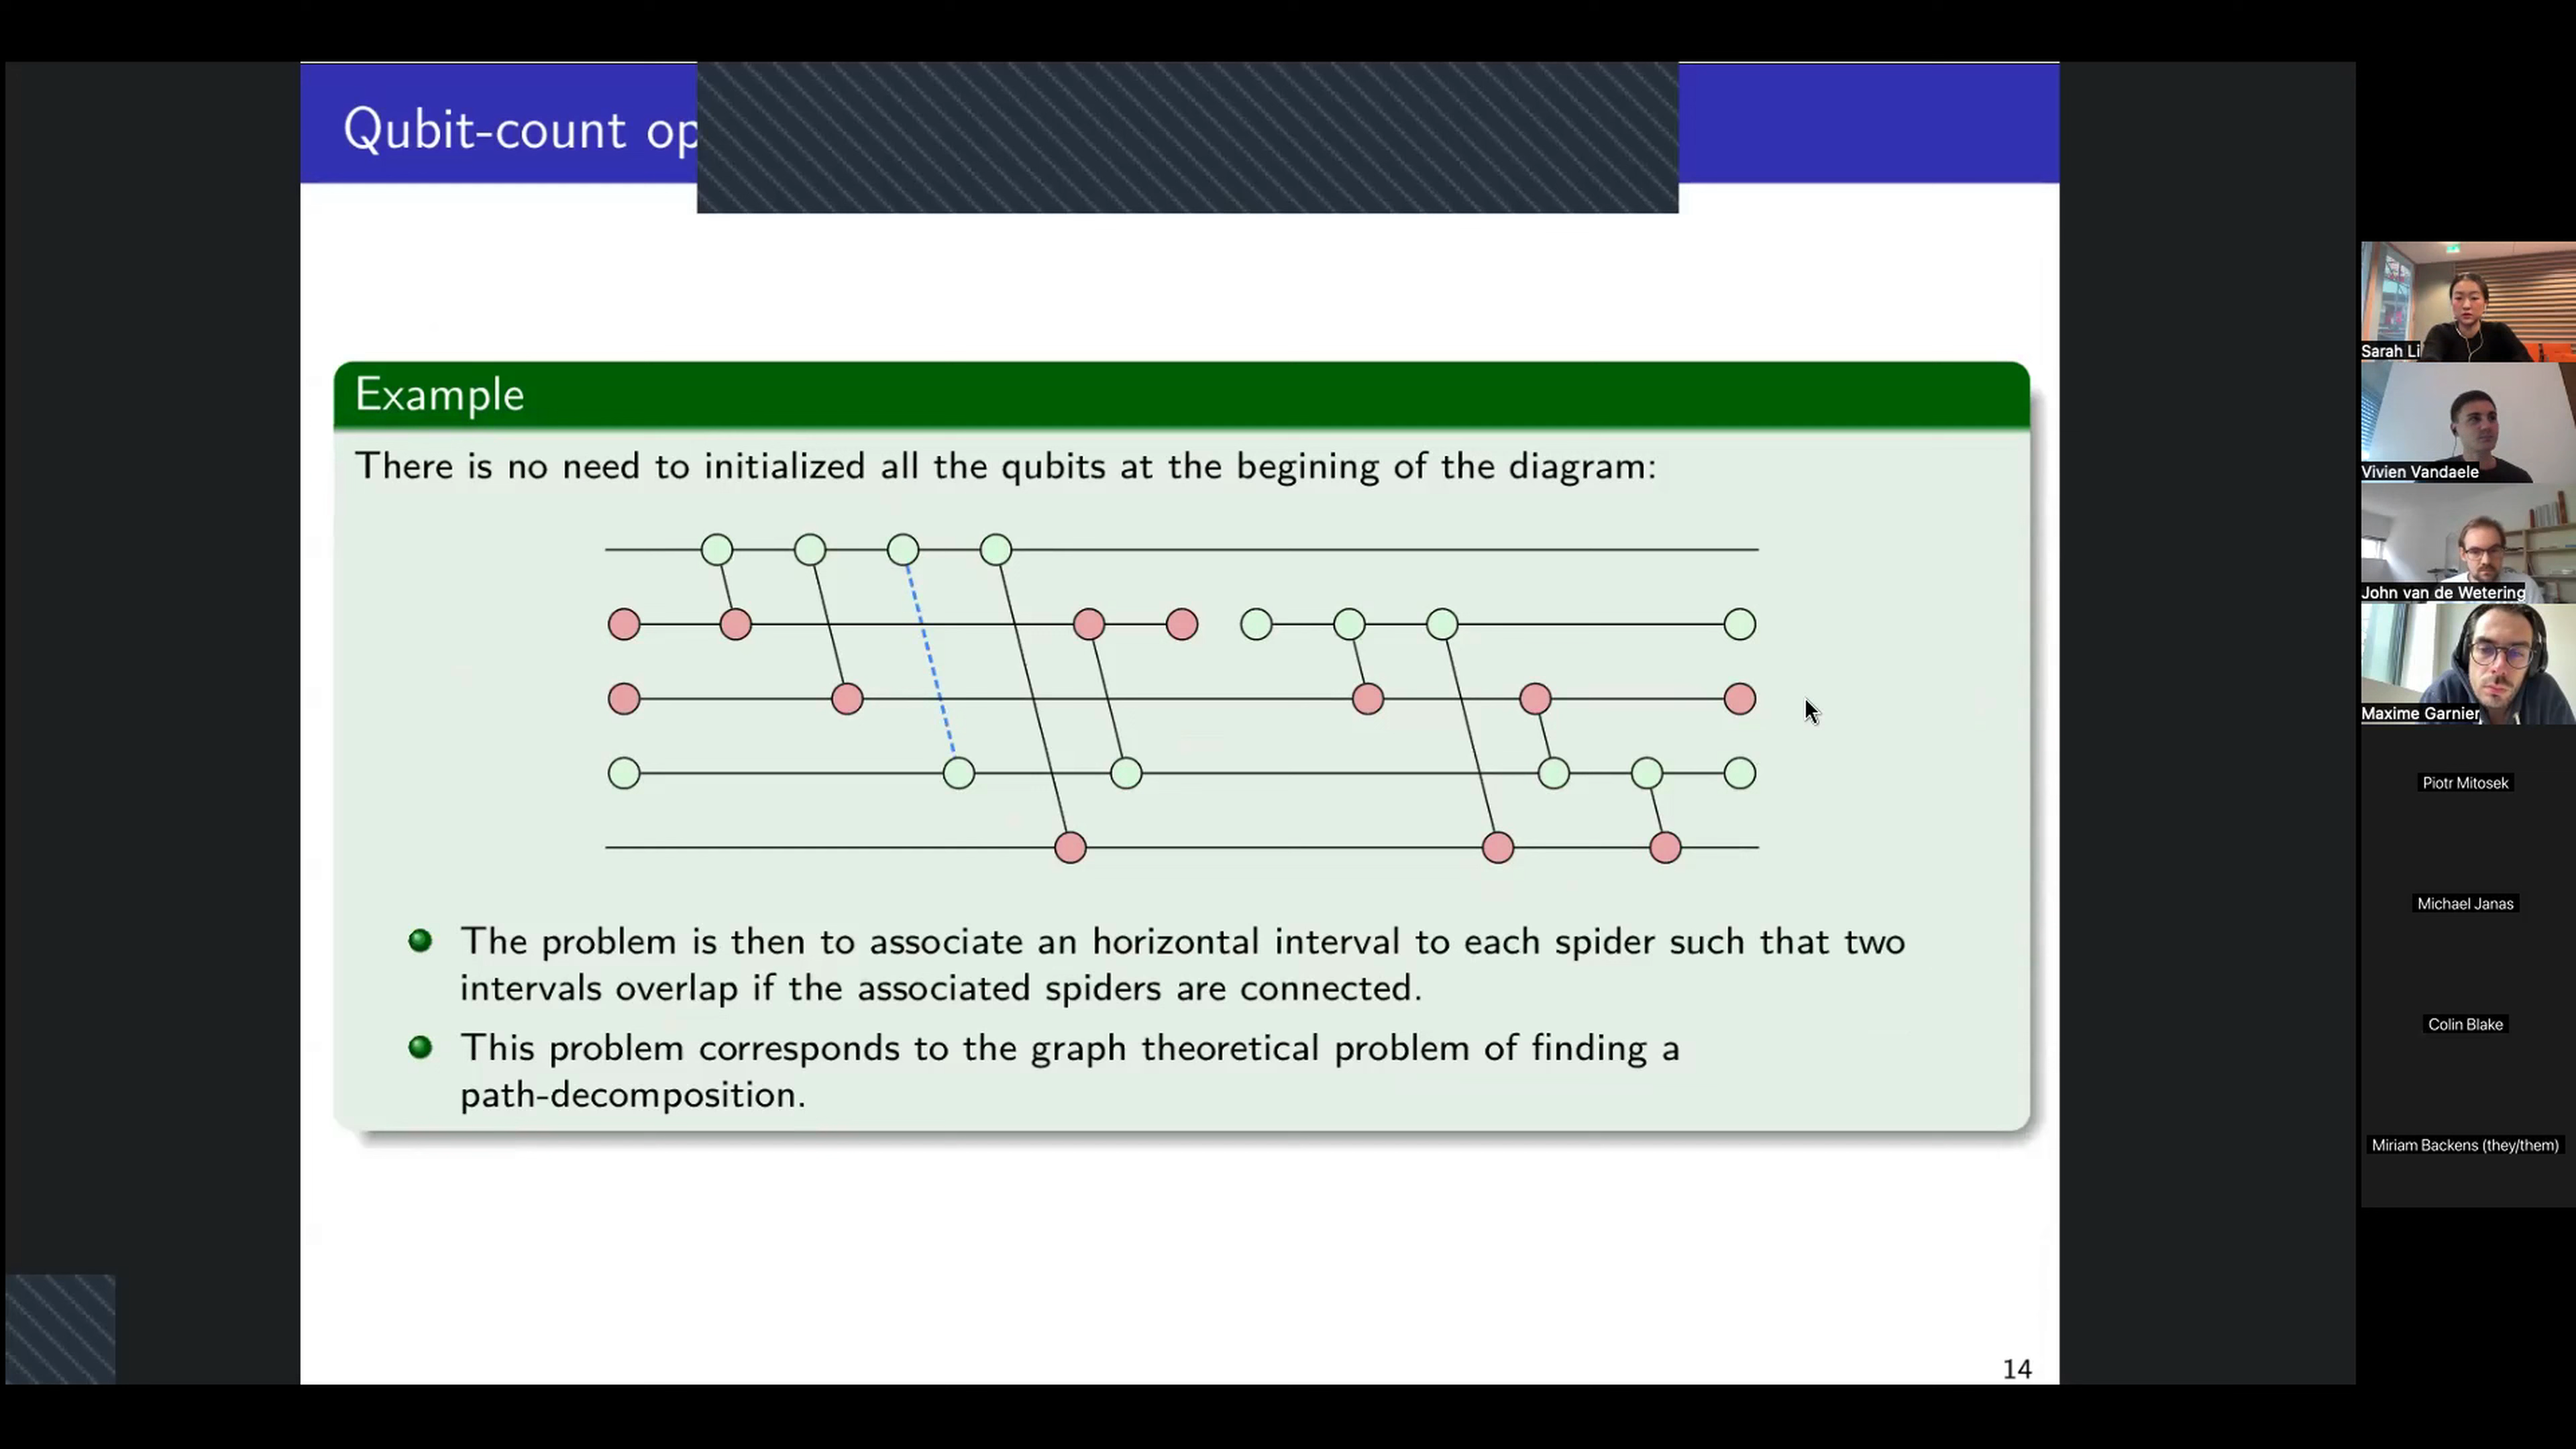 Qubit-count op
Example
There is no need to initialized all the qubits at the begining of the diagram:
The problem is then to associate an horizontal interval to each spider such that two
intervals overlap if the associated spiders are connected.
This problem corresponds to the graph theoretical problem of finding a
path-decomposition.
14
Sarah Li
Vivien Vandaele
John van de Wetering
Maxime Garnier
Piotr Mitosek
Michael Janas
Colin Blake
Miriam Backens (they/them)